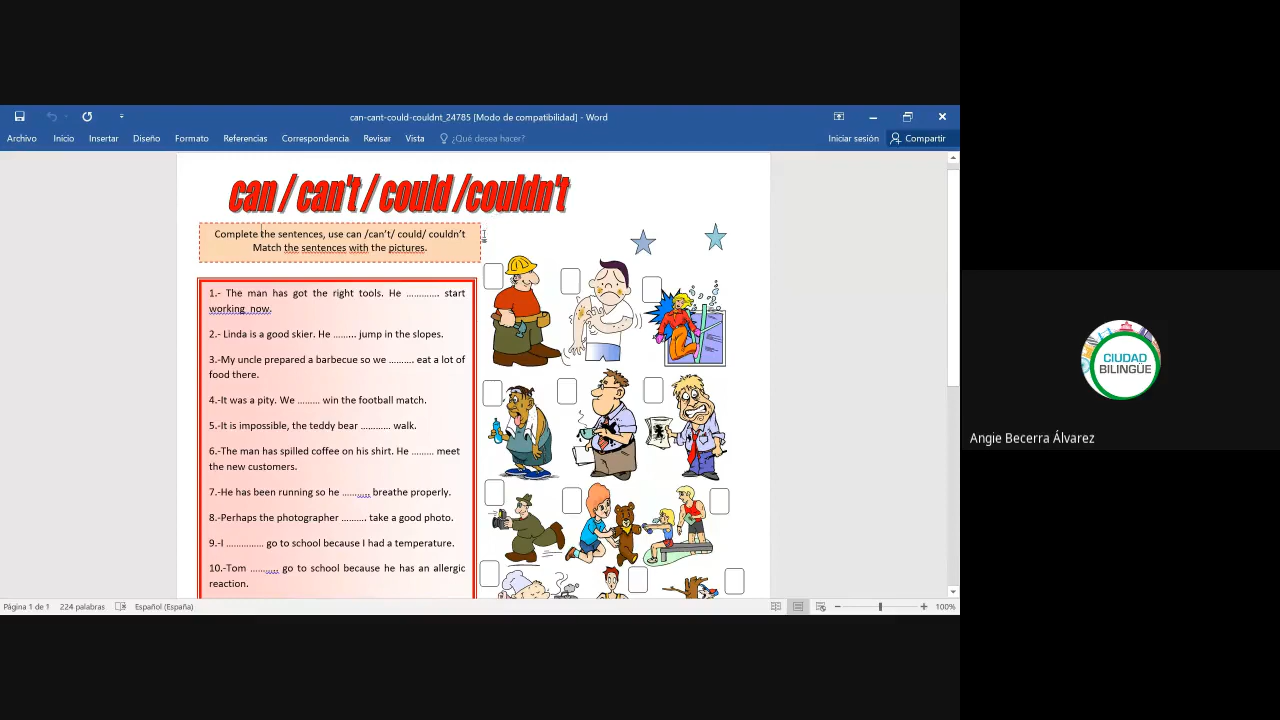 can-cant-could-couldnt_24785 [Modo de compatibilidad] - Word
Archivo Inicio Insertar Diseño Formato Referencias Correspondencia Revisar Vista ¿Qué desea hacer? Iniciar sesión Compartir
can / can't / could /couldn't
Complete the sentences, use can /can't/ could/ couldn't
Match the sentences with the pictures.
1.- The man has got the right tools. He ............ start
working now.
2.- Linda is a good skier. He ........ jump in the slopes.
3.-My uncle prepared a barbecue so we ......... eat a lot of
food there.
4.-It was a pity. We ........ win the football match.
5.-It is impossible, the teddy bear ........... walk.
6.-The man has spilled coffee on his shirt. He ........ meet
the new customers.
7.-He has been running so he .......... breathe properly.
8.-Perhaps the photographer ......... take a good photo.
9.-I .............. go to school because I had a temperature.
10.-Tom .......... go to school because he has an allergic
reaction.
Página 1 de 1 224 palabras Español (España) 100%
CIUDAD
BILINGÜE
Angie Becerra Álvarez